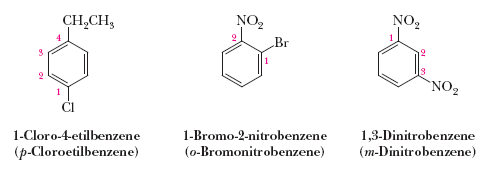 CH₂CH₃
4
3
2
1
Cl
1-Cloro-4-etilbenzene
(p-Cloroetilbenzene)
NO₂
2
Br
1
1-Bromo-2-nitrobenzene
(o-Bromonitrobenzene)
NO₂
1
2
3
NO₂
1,3-Dinitrobenzene
(m-Dinitrobenzene)